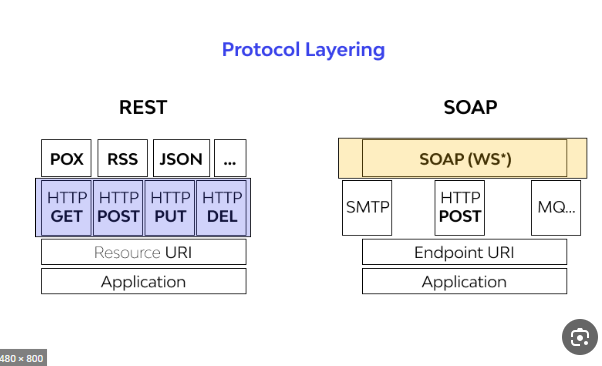 Protocol Layering
REST
SOAP
POX RSS JSON ...
SOAP (WS*)
HTTP GET
HTTP POST
HTTP PUT
HTTP DEL
SMTP
HTTP POST
MQ...
Resource URI
Endpoint URI
Application
Application
480 × 800